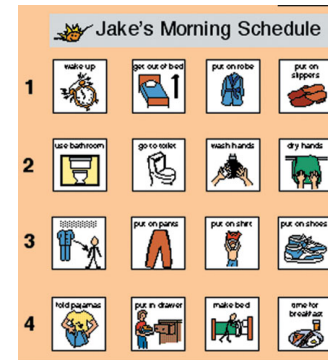 Jake's Morning Schedule
1
wake up
get out of bed
put on robe
put on
slippers
2
use bathroom
go to toilet
wash hands
dry hands
3
put on pants
put on shirt
put on shoes
4
fold pajamas
put in drawer
make bed
time for
breakfast